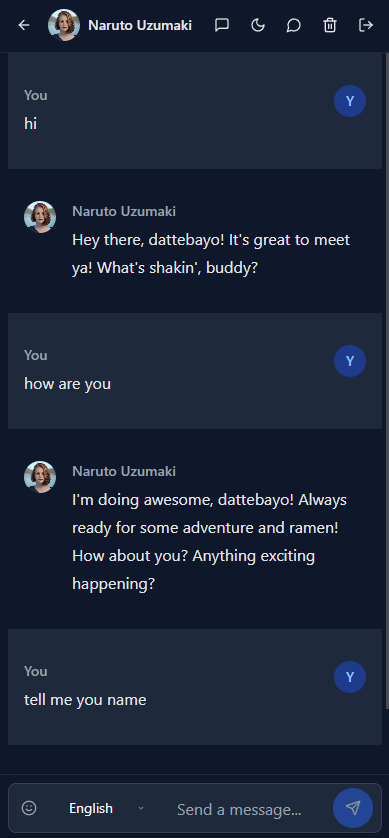 Naruto Uzumaki
You
Y
hi
Naruto Uzumaki
Hey there, dattebayo! It's great to meet
ya! What's shakin', buddy?
You
Y
how are you
Naruto Uzumaki
I'm doing awesome, dattebayo! Always
ready for some adventure and ramen!
How about you? Anything exciting
happening?
You
Y
tell me you name
English
Send a message...